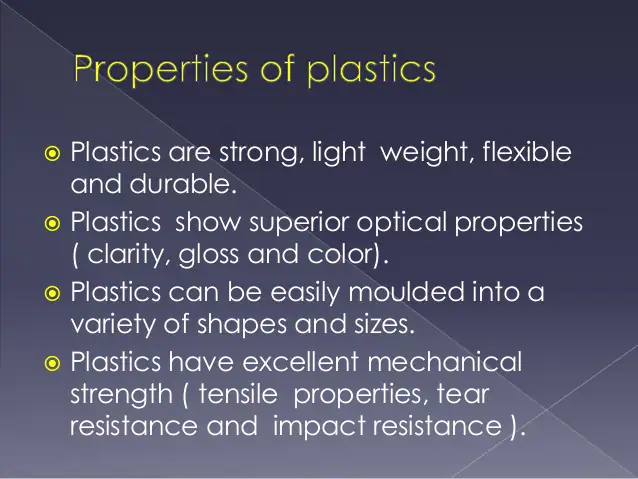 Properties of plastics
Plastics are strong, light weight, flexible
and durable.
Plastics show superior optical properties
( clarity, gloss and color).
Plastics can be easily moulded into a
variety of shapes and sizes.
Plastics have excellent mechanical
strength ( tensile properties, tear
resistance and impact resistance ).